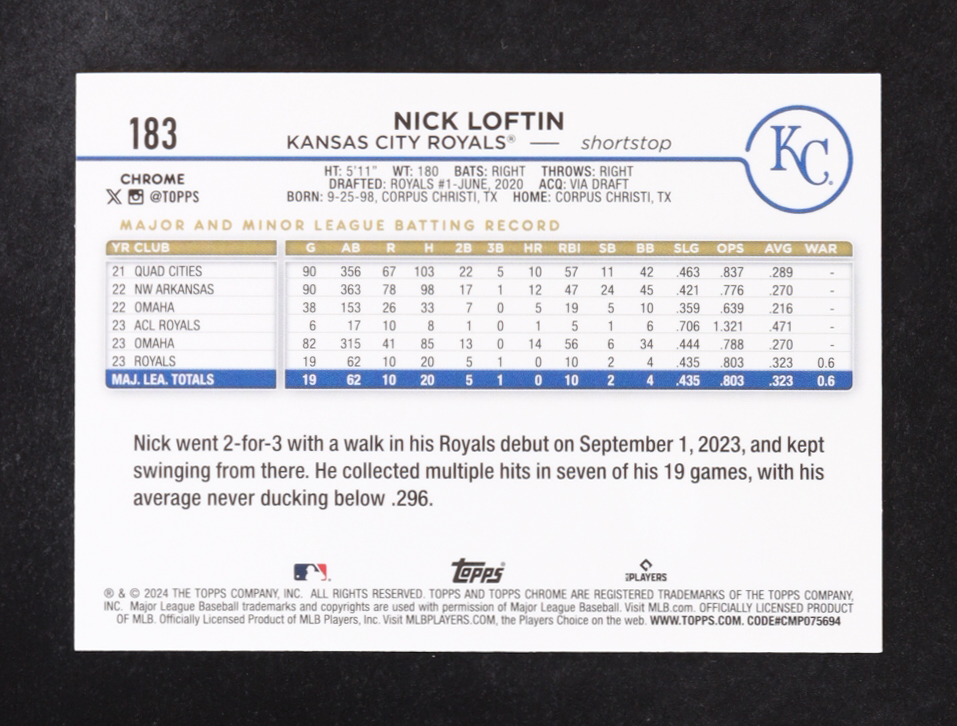 183
NICK LOFTIN
KANSAS CITY ROYALS® — shortstop
KC
CHROME
@TOPPS
HT: 5'11" WT: 180 BATS: RIGHT THROWS: RIGHT
DRAFTED: ROYALS #1-JUNE, 2020 ACQ: VIA DRAFT
BORN: 9-25-98, CORPUS CHRISTI, TX HOME: CORPUS CHRISTI, TX
MAJOR AND MINOR LEAGUE BATTING RECORD
YR CLUB G AB R H 2B 3B HR RBI SB BB SLG OPS AVG WAR
21 QUAD CITIES 90 356 67 103 22 5 10 57 11 42 .463 .837 .289 -
22 NW ARKANSAS 90 363 78 98 17 1 12 47 24 45 .421 .776 .270 -
22 OMAHA 38 153 26 33 7 0 5 19 5 10 .359 .639 .216 -
23 ACL ROYALS 6 17 10 8 1 0 1 5 1 6 .706 1.321 .471 -
23 OMAHA 82 315 41 85 13 0 14 56 6 34 .444 .788 .270 -
23 ROYALS 19 62 10 20 5 1 0 10 2 4 .435 .803 .323 0.6
MAJ. LEA. TOTALS 19 62 10 20 5 1 0 10 2 4 .435 .803 .323 0.6
Nick went 2-for-3 with a walk in his Royals debut on September 1, 2023, and kept
swinging from there. He collected multiple hits in seven of his 19 games, with his
average never ducking below .296.
Topps®
PLAYERS
® & © 2024 THE TOPPS COMPANY, INC. ALL RIGHTS RESERVED. TOPPS AND TOPPS CHROME ARE REGISTERED TRADEMARKS OF THE TOPPS COMPANY,
INC. Major League Baseball trademarks and copyrights are used with permission of Major League Baseball. Visit MLB.com. OFFICIALLY LICENSED PRODUCT
OF MLB. Officially Licensed Product of MLB Players, Inc. Visit MLBPLAYERS.COM, the Players Choice on the web. WWW.TOPPS.COM. CODE#CMP075694